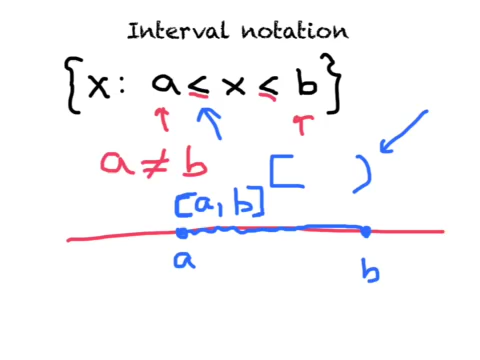 Interval notation
{x: a ≤ x ≤ b}
a ≠ b [ )
[a, b]
a b